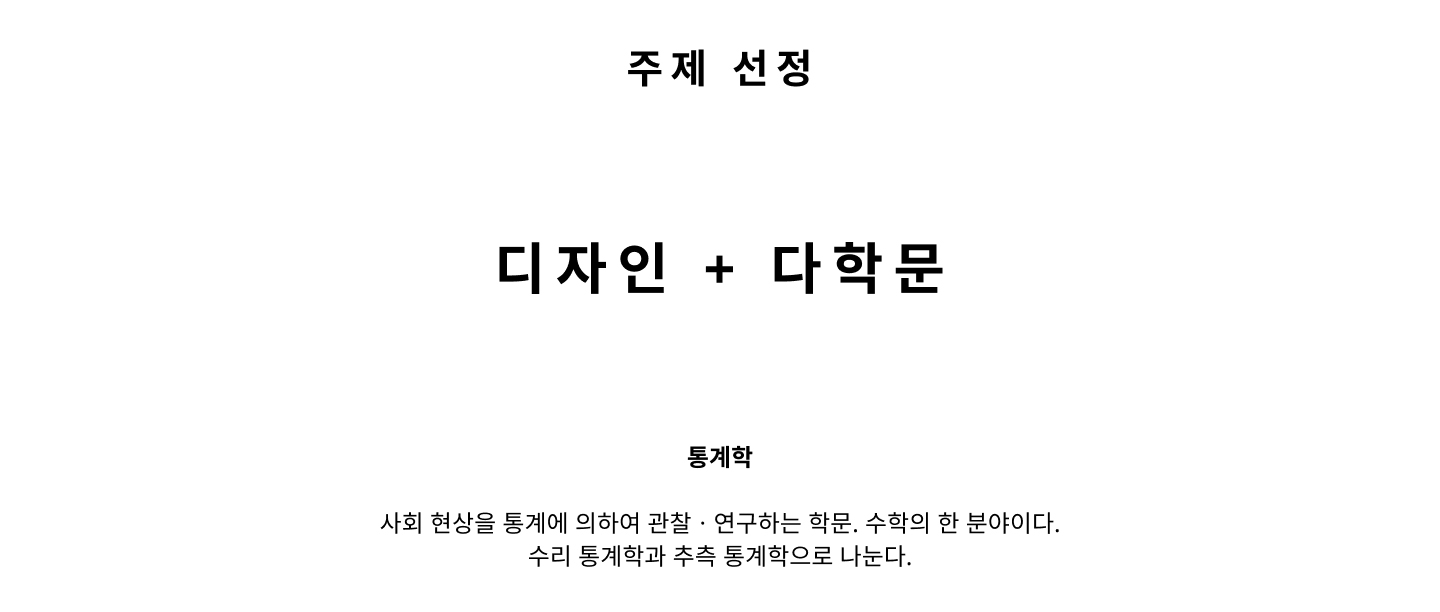 주제 선정
디자인 + 다학문
통계학
사회 현상을 통계에 의하여 관찰 · 연구하는 학문. 수학의 한 분야이다.
수리 통계학과 추측 통계학으로 나눈다.